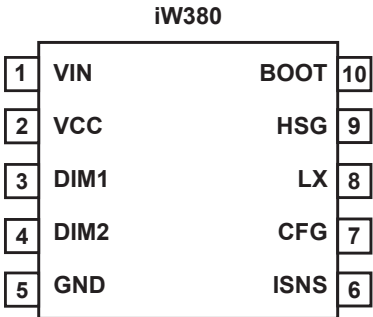 iW380
1 VIN BOOT 10
2 VCC HSG 9
3 DIM1 LX 8
4 DIM2 CFG 7
5 GND ISNS 6